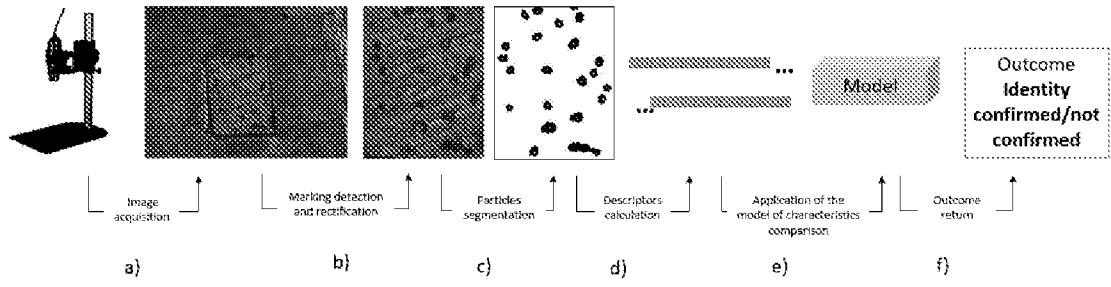 Model
Outcome
Identity
confirmed/not
confirmed
Image
acquisition
Marking detection
and rectification
Particles
segmentation
Descriptors
calculation
Application of the
model of characteristics
comparison
Outcome
return
a)
b)
c)
d)
e)
f)